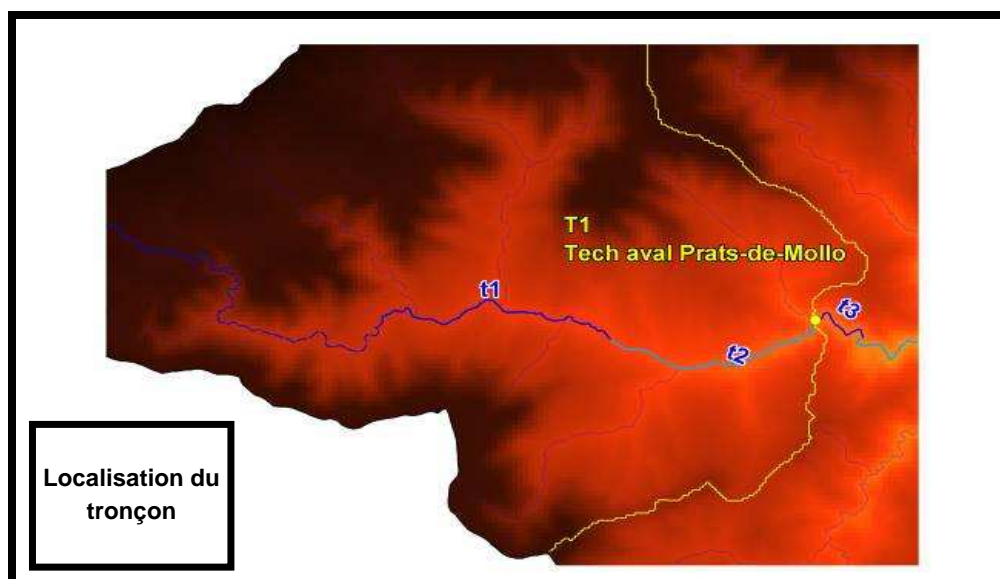 T1
Tech aval Prats-de-Mollo
t1
t3
t2
Localisation du
tronçon